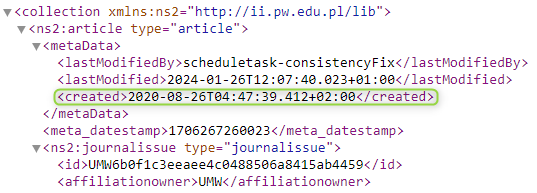 <collection xmlns:ns2="http://ii.pw.edu.pl/lib">
<ns2:article type="article">
<metaData>
<lastModifiedBy>scheduletask-consistencyFix</lastModifiedBy>
<lastModified>2024-01-26T12:07:40.023+01:00</lastModified>
<created>2020-08-26T04:47:39.412+02:00</created>
</metaData>
<meta_datestamp>1706267260023</meta_datestamp>
<ns2:journalissue type="journalissue">
<id>UMW6b0f1c3eeaee4c0488506a8415ab4459</id>
<affiliationowner>UMW</affiliationowner>